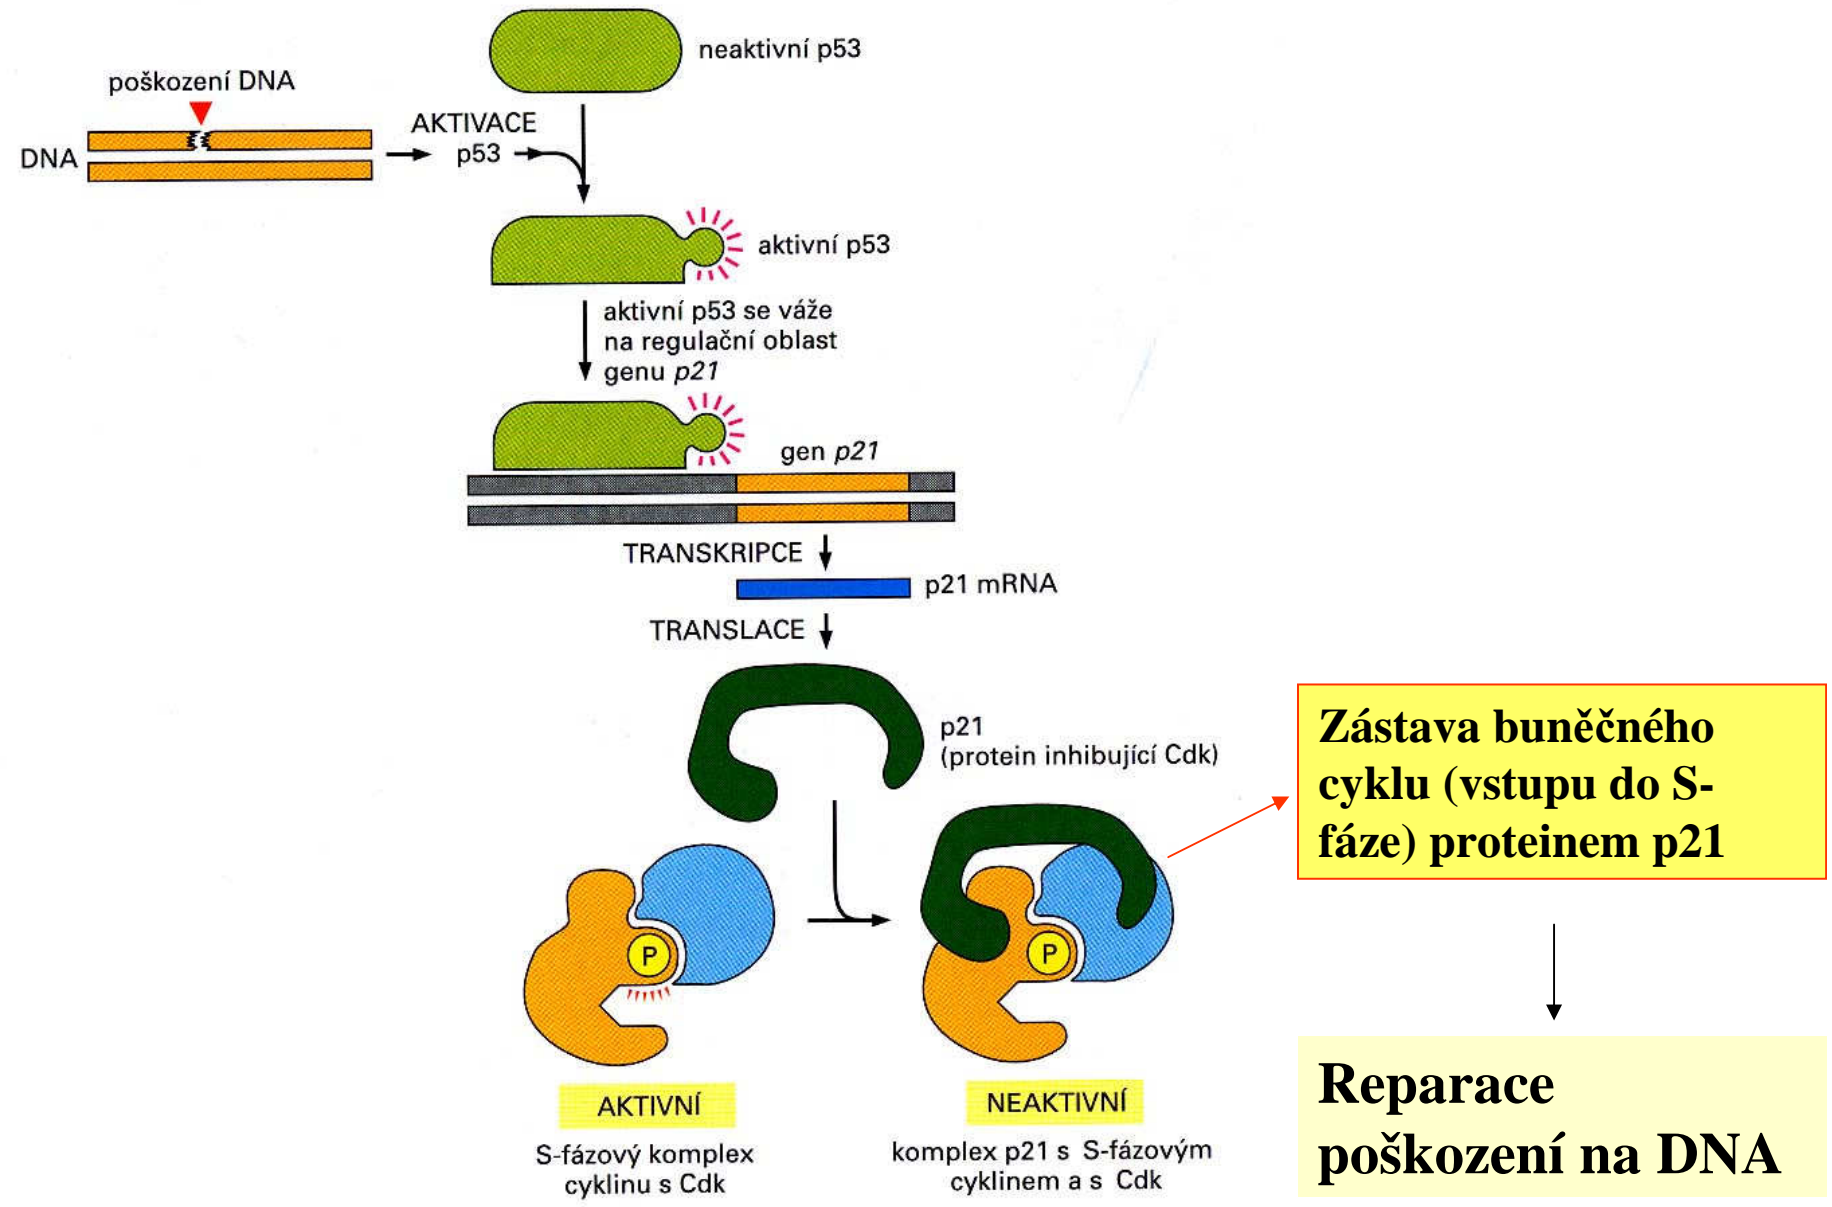 neaktivní p53
poškození DNA
AKTIVACE
p53
DNA
aktivní p53
aktivní p53 se váže
na regulační oblast
genu p21
gen p21
TRANSKRIPCE
p21 mRNA
TRANSLACE
p21
(protein inhibující Cdk)
Zástava buněčného
cyklu (vstupu do S-
fáze) proteinem p21
P
P
AKTIVNÍ
NEAKTIVNÍ
S-fázový komplex
cyklinu s Cdk
komplex p21 s S-fázovým
cyklinem a s Cdk
Reparace
poškození na DNA